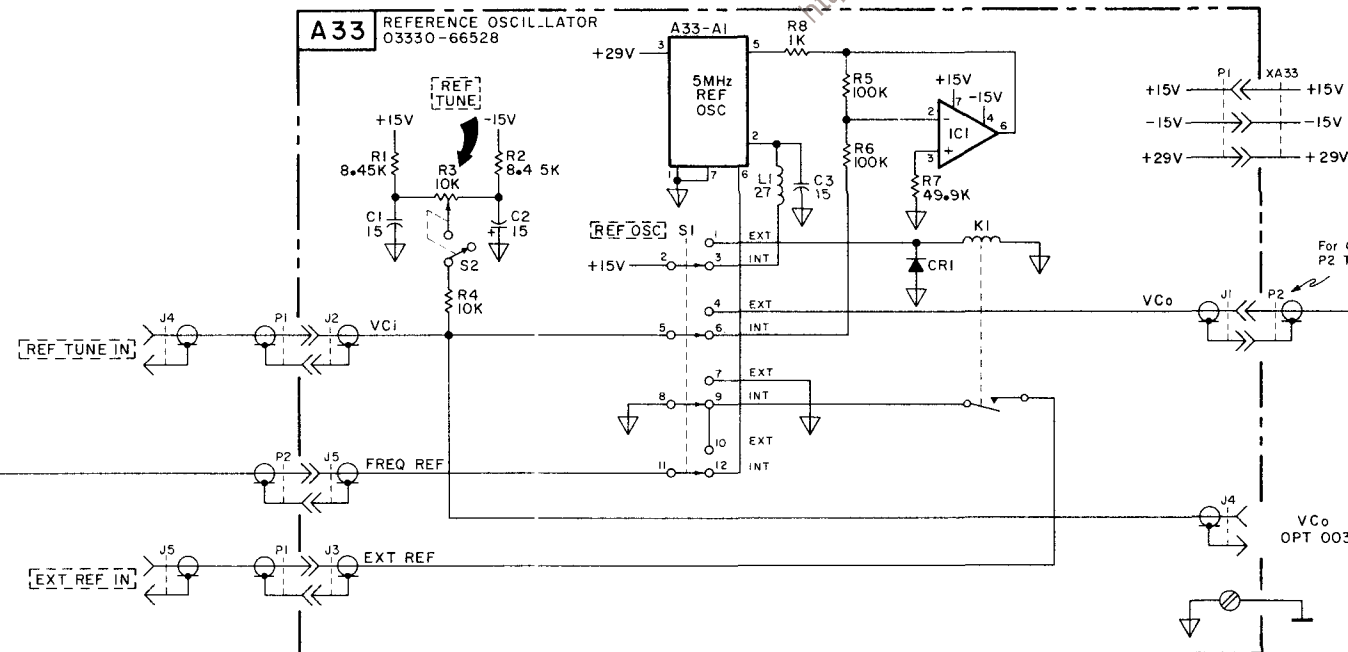 A33
REFERENCE OSCILLATOR
03330-66528
REF
TUNE
+15V
-15V
R1
8.45K
R3
10K
R2
8.45K
C1
15
C2
15
+
S2
R4
10K
A33-A1
+29V
3
5
5MHz
REF
OSC
2
1
7
6
R8
1K
R5
100K
R6
100K
+15V
7
-15V
4
2
-
IC1
6
3
+
R7
49.9K
L1
27
C3
15
REF OSC
S1
1
EXT
+15V
2
3
INT
4
EXT
5
6
INT
7
EXT
8
9
INT
10
EXT
11
12
INT
CR1
K1
P1
XA33
+15V
+15V
-15V
-15V
+29V
+29V
P2 T
VCo
J1
P2
J4
P1
J2
VCi
REF TUNE IN
P2
J5
FREQ REF
J5
P1
J3
EXT REF
EXT REF IN
J4
VCo
OPT 003